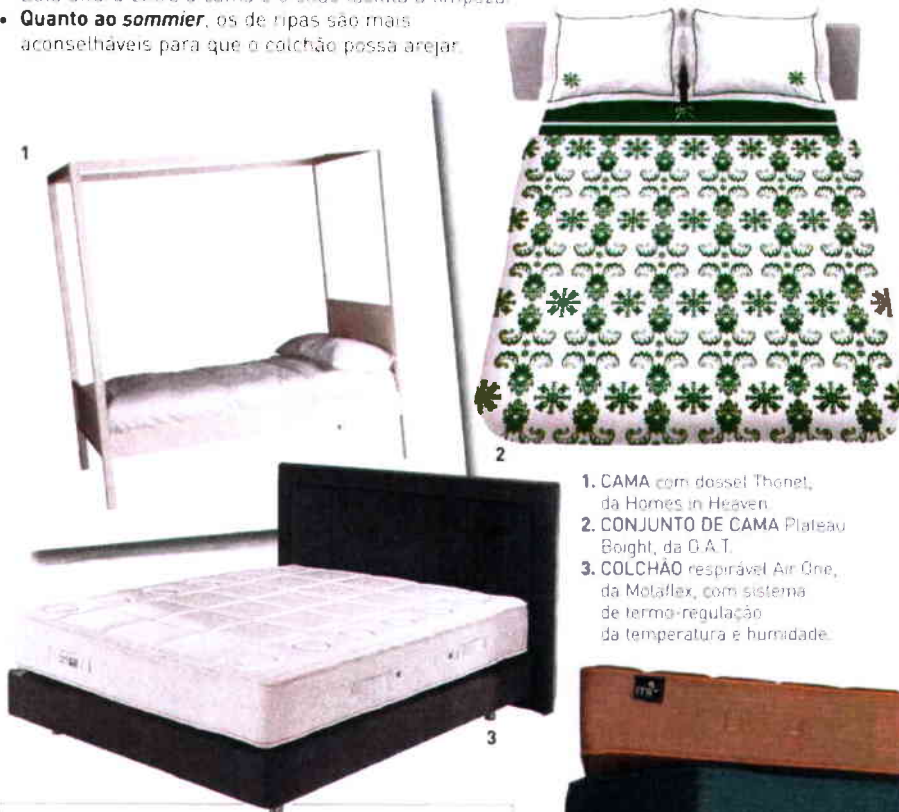 • Quanto ao sommier, os de ripas são mais
aconselháveis para que o colchão possa arejar.
1
2
3
1. CAMA com dossel Thonet,
da Homes in Heaven.
2. CONJUNTO DE CAMA Plateau
Boight, da G.A.T.
3. COLCHÃO respirável Air One,
da Molaflex, com sistema
de termo-regulação
da temperatura e humidade.